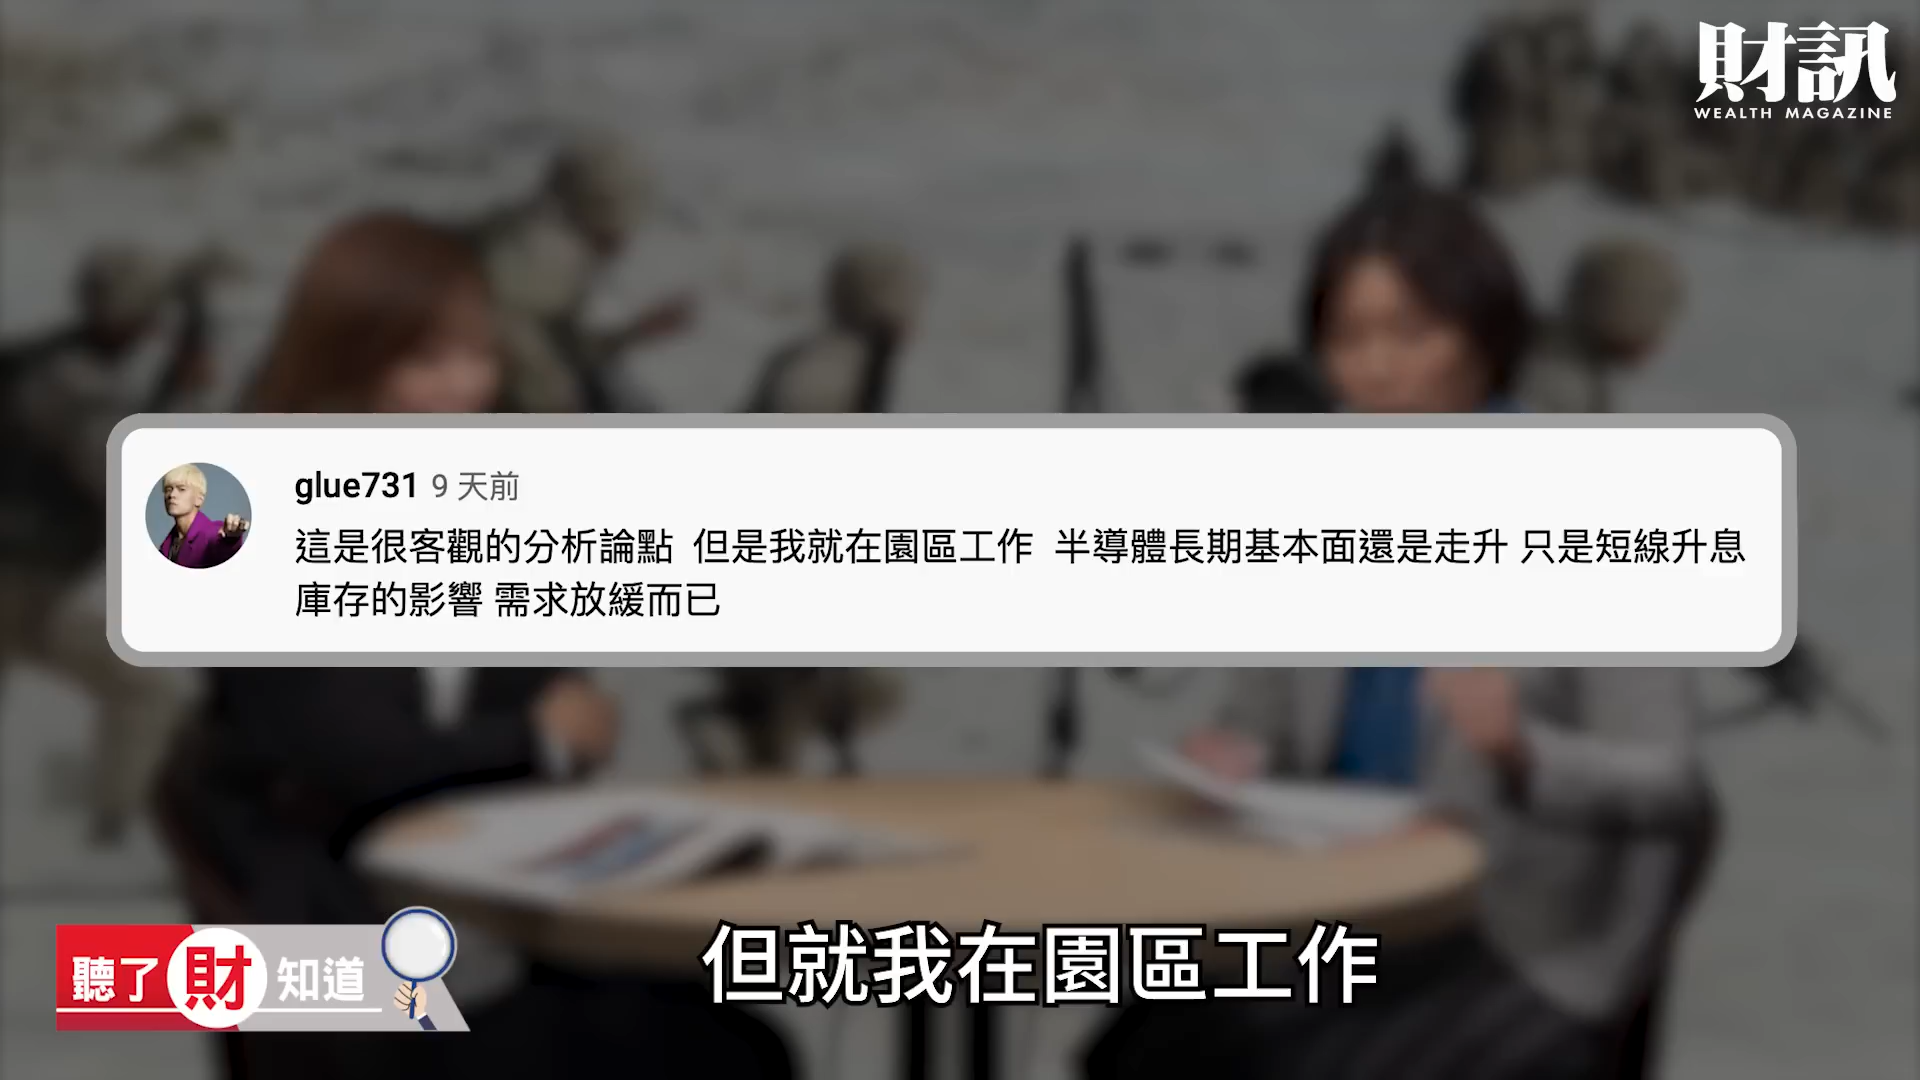 財訊
WEALTH MAGAZINE
glue731 9 天前
這是很客觀的分析論點 但是我就在園區工作 半導體長期基本面還是走升 只是短線升息
庫存的影響 需求放緩而已
但就我在園區工作
聽了財知道